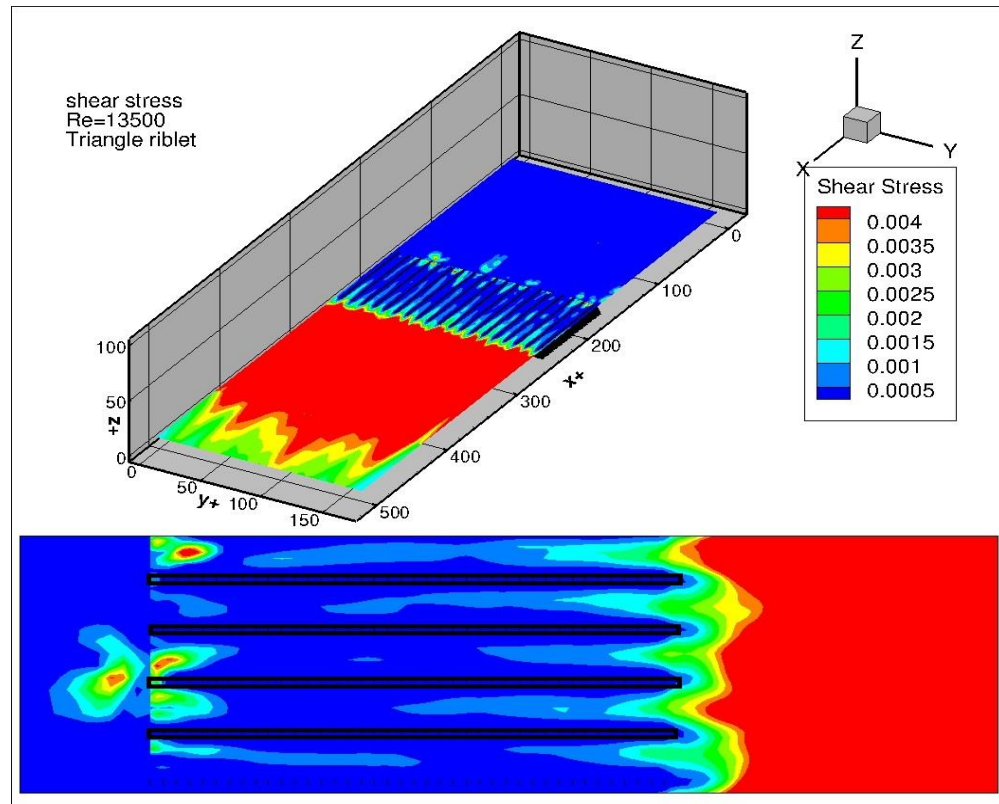 shear stress
Re=13500
Triangle riblet
Z
X
Y
Shear Stress
0.004
0.0035
0.003
0.0025
0.002
0.0015
0.001
0.0005
0
100
200
x+
300
400
500
100
50
z+
0
0
50
y+
100
150